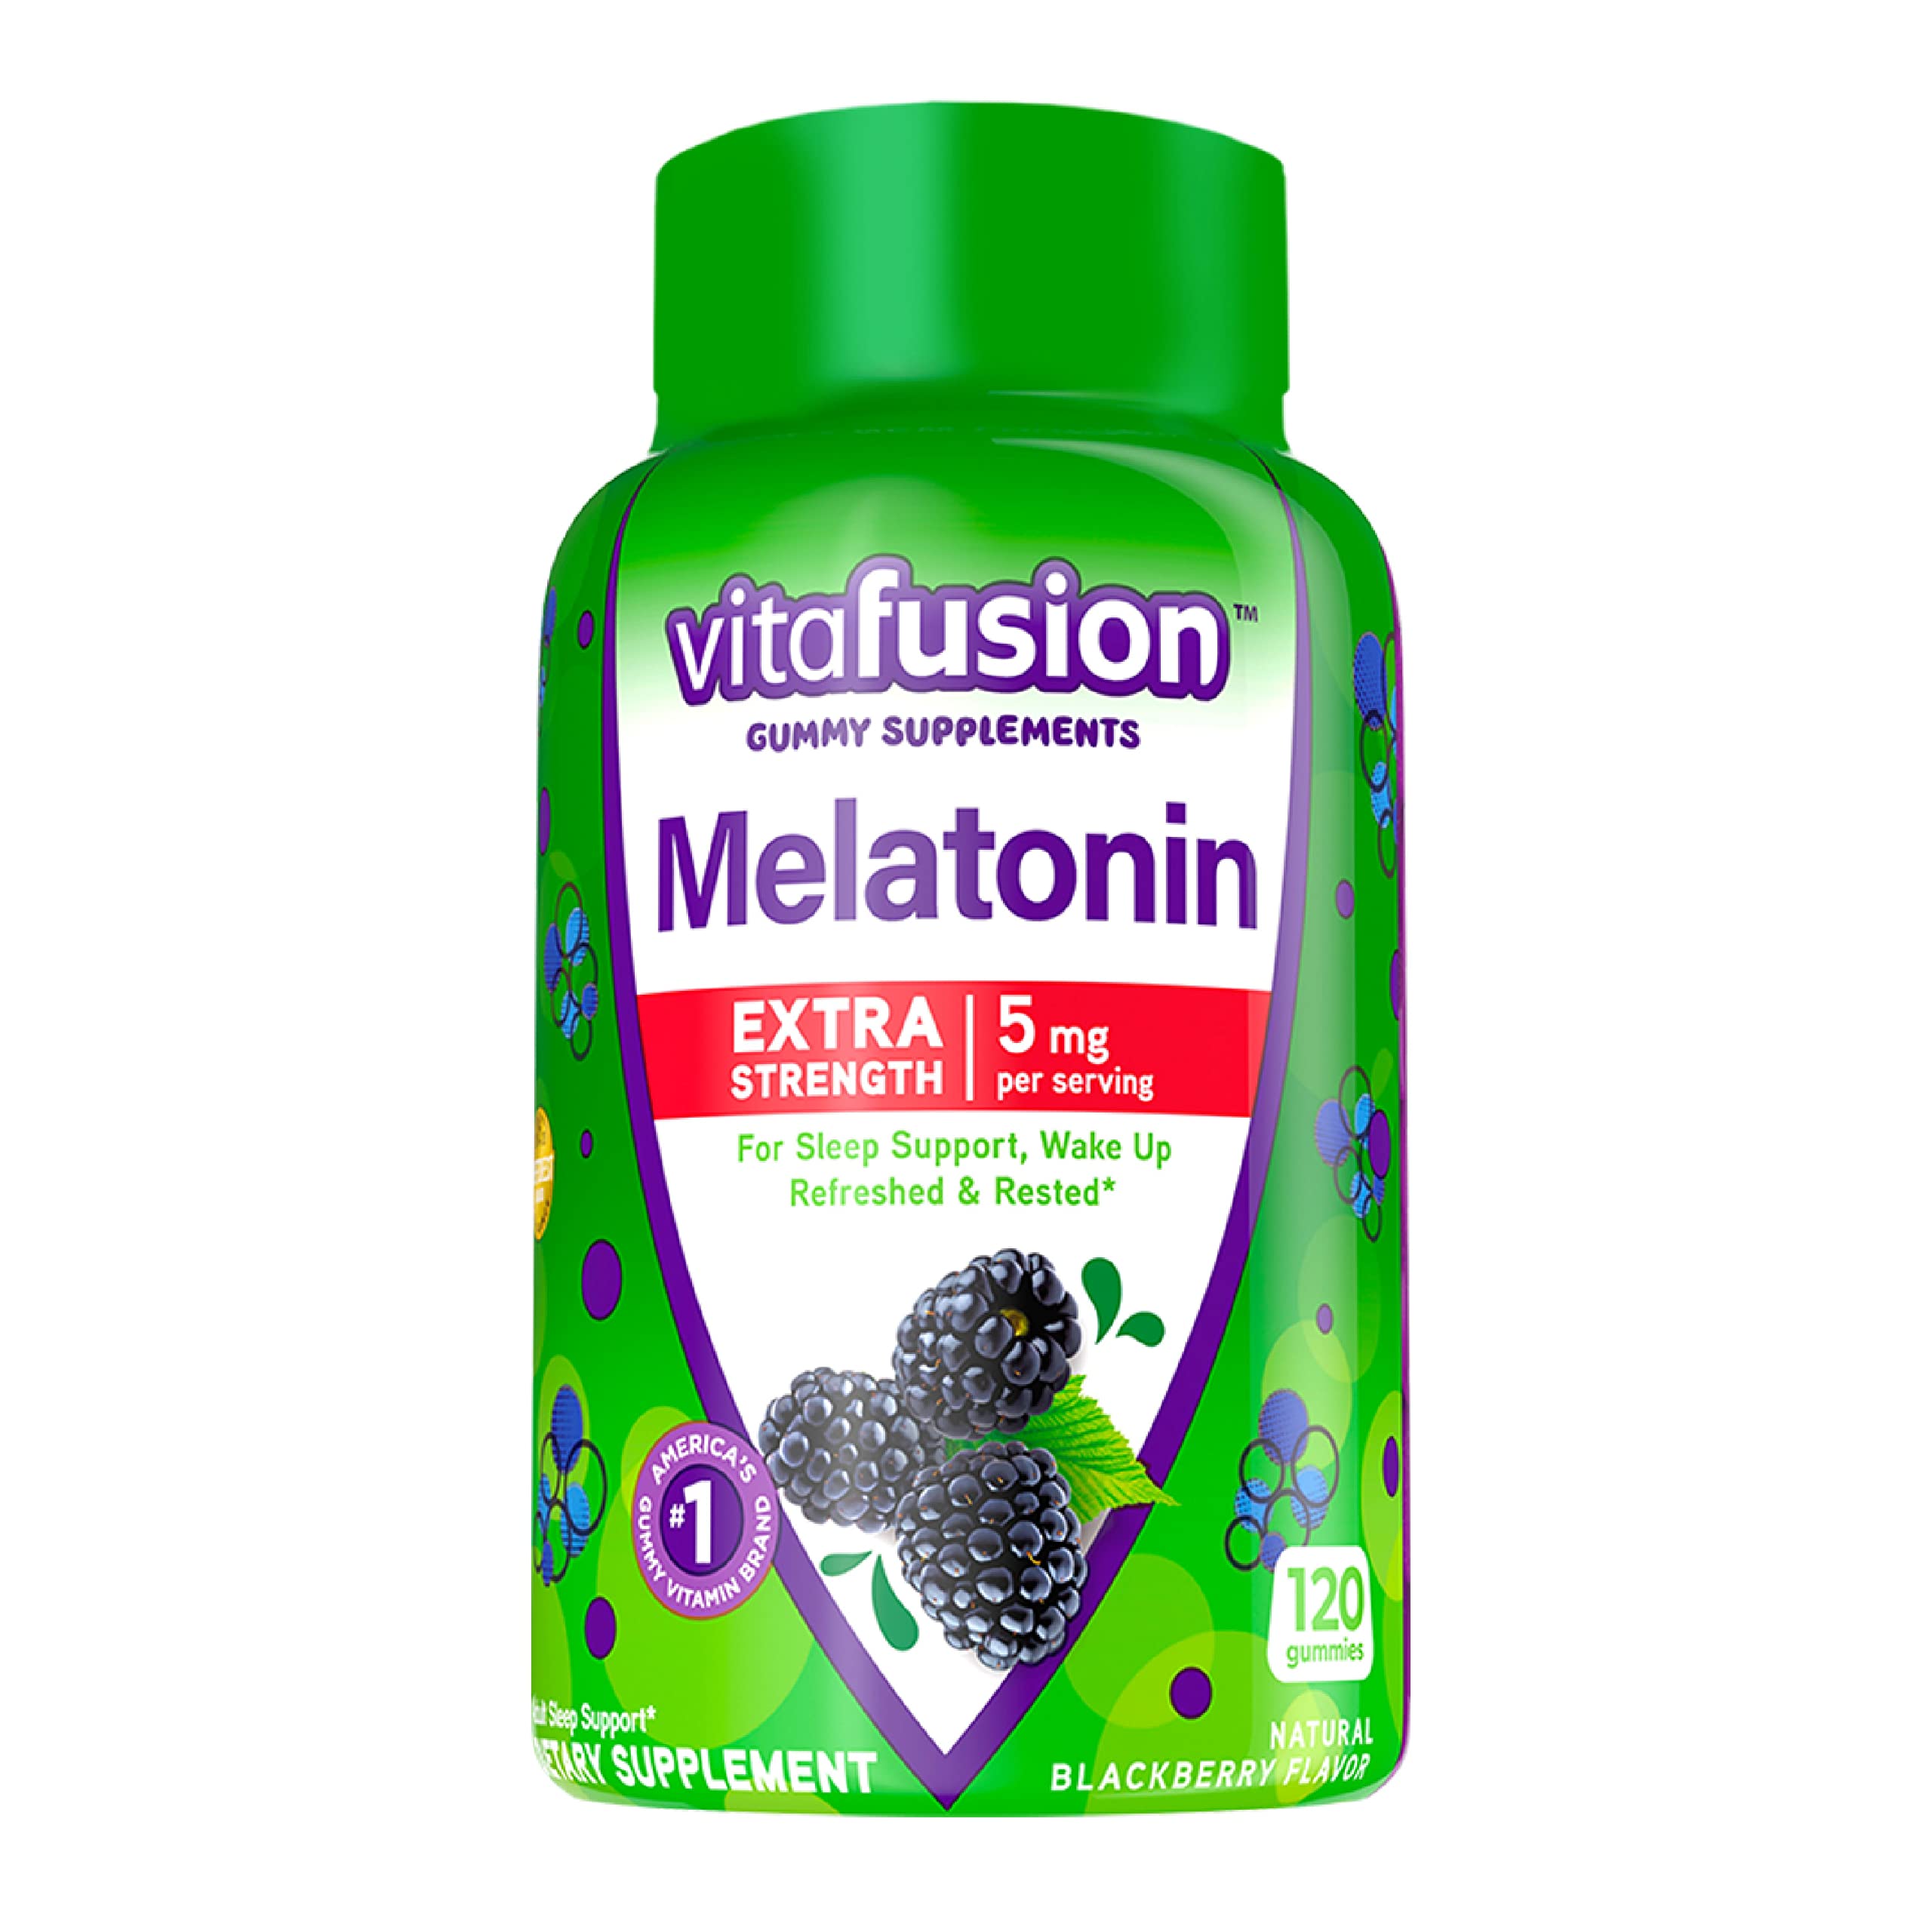 vitafusion™
GUMMY SUPPLEMENTS
Melatonin
EXTRA
STRENGTH
5 mg
per serving
For Sleep Support, Wake Up
Refreshed & Rested*
AMERICA'S
#1
GUMMY VITAMIN BRAND
120
gummies
Sleep Support*
SUPPLEMENT
NATURAL
BLACKBERRY FLAVOR